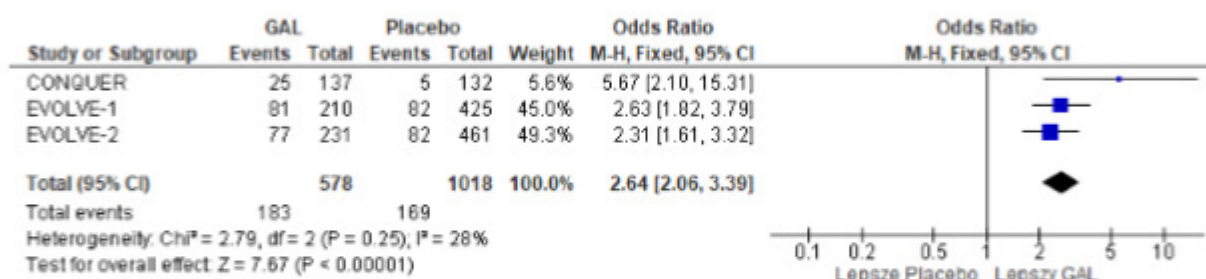 GAL Placebo Odds Ratio Odds Ratio
Study or Subgroup Events Total Events Total Weight M-H, Fixed, 95% CI M-H, Fixed, 95% CI
CONQUER 25 137 5 132 5.6% 5.67 [2.10, 15.31]
EVOLVE-1 81 210 82 425 45.0% 2.63 [1.82, 3.79]
EVOLVE-2 77 231 82 461 49.3% 2.31 [1.61, 3.32]
Total (95% CI) 578 1018 100.0% 2.64 [2.06, 3.39]
Total events 183 169
Heterogeneity: Chi² = 2.79, df = 2 (P = 0.25); I² = 28%
Test for overall effect: Z = 7.67 (P < 0.00001)
0.1 0.2 0.5 1 2 5 10
Lepsze Placebo Lepszy GAL